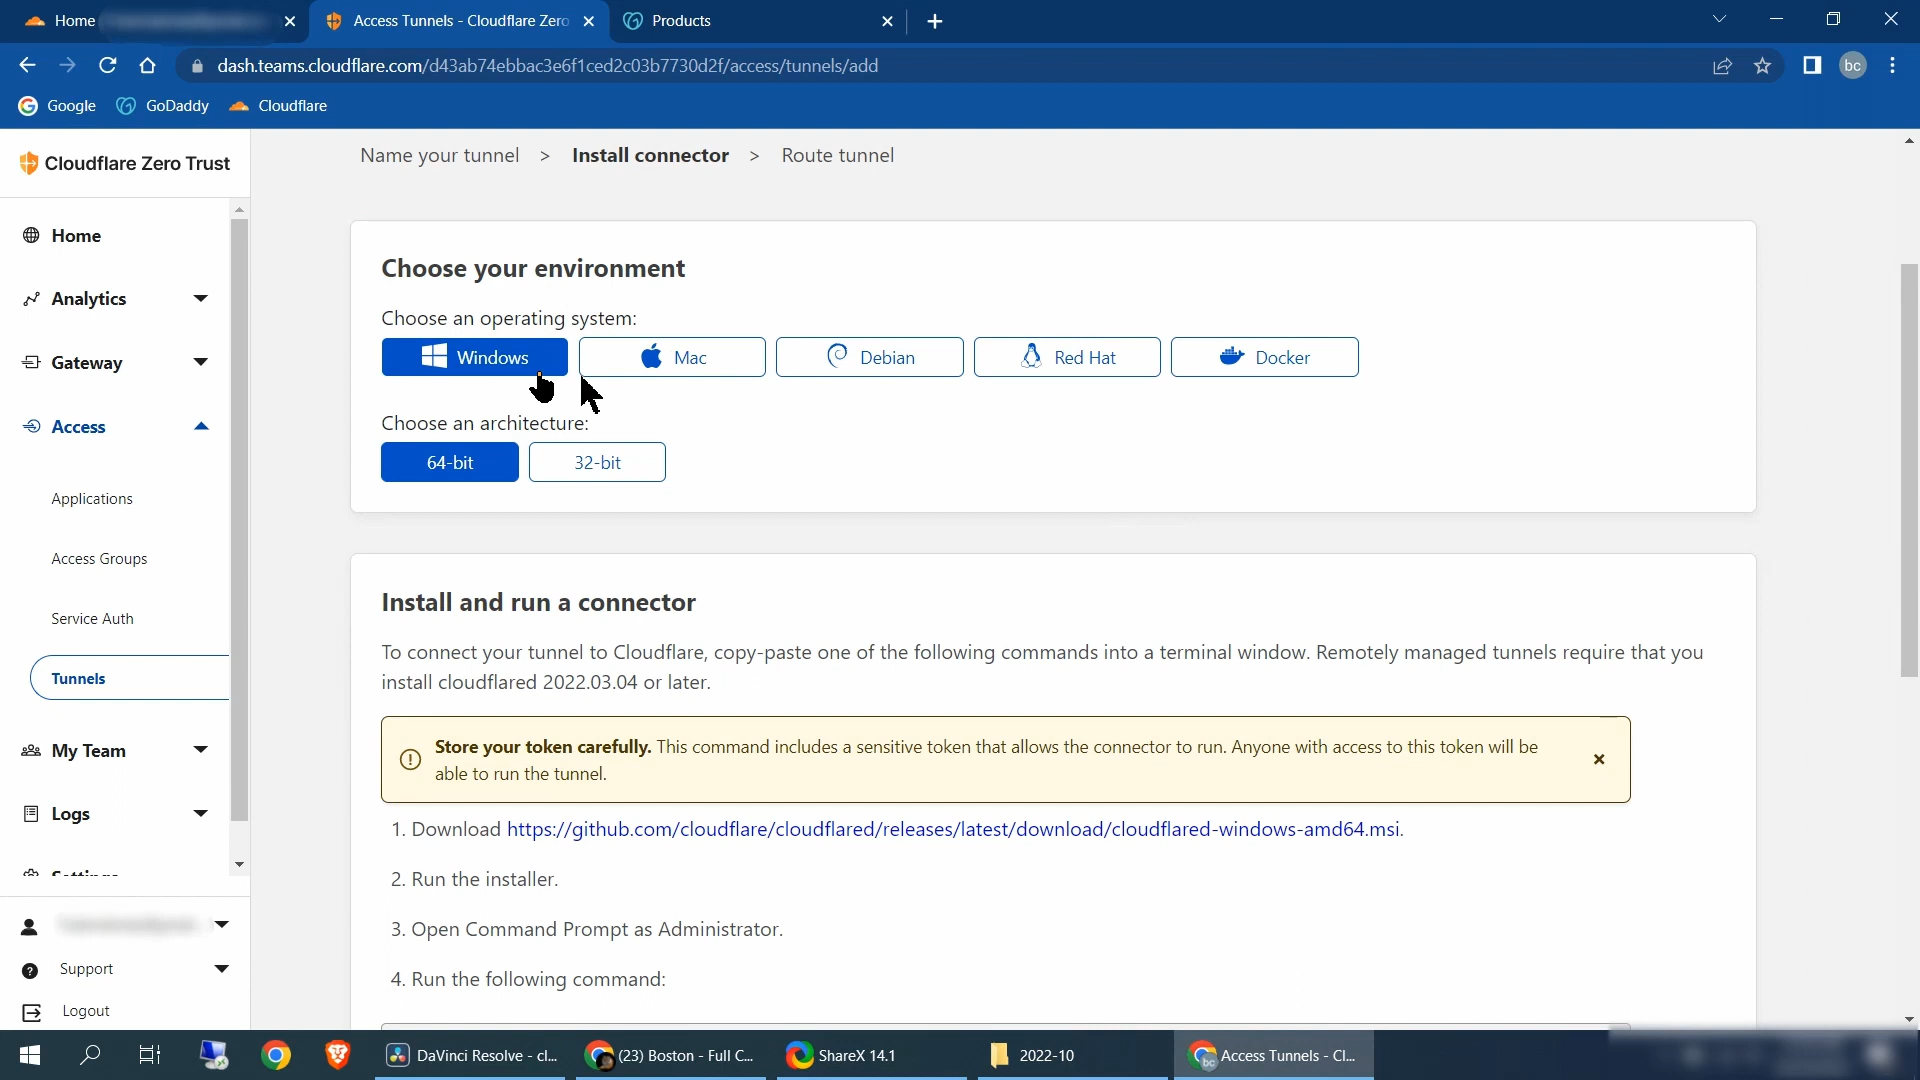 Home
Access Tunnels - Cloudflare Zero
Products
dash.teams.cloudflare.com/d43ab74ebbac3e6f1ced2c03b7730d2f/access/tunnels/add
bc
Google
GoDaddy
Cloudflare
Cloudflare Zero Trust
Home
Analytics
Gateway
Access
Applications
Access Groups
Service Auth
Tunnels
My Team
Logs
Settings
Support
Logout
Name your tunnel > Install connector > Route tunnel
Choose your environment
Choose an operating system:
Windows
Mac
Debian
Red Hat
Docker
Choose an architecture:
64-bit
32-bit
Install and run a connector
To connect your tunnel to Cloudflare, copy-paste one of the following commands into a terminal window. Remotely managed tunnels require that you
install cloudflared 2022.03.04 or later.
Store your token carefully. This command includes a sensitive token that allows the connector to run. Anyone with access to this token will be
able to run the tunnel.
1. Download https://github.com/cloudflare/cloudflared/releases/latest/download/cloudflared-windows-amd64.msi.
2. Run the installer.
3. Open Command Prompt as Administrator.
4. Run the following command:
DaVinci Resolve - cl...
(23) Boston - Full C...
ShareX 14.1
2022-10
bc
Access Tunnels - Cl...